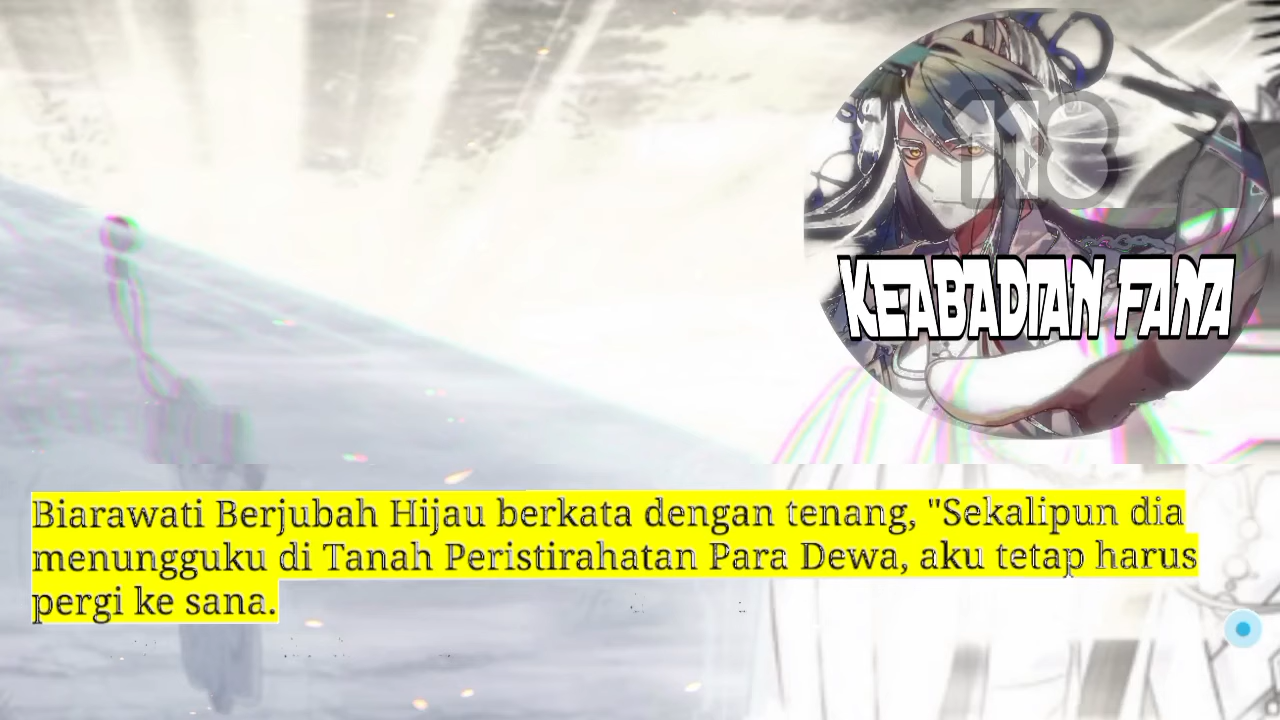 118
KEABADIAN FANA
Biarawati Berjubah Hijau berkata dengan tenang, "Sekalipun dia
menungguku di Tanah Peristirahatan Para Dewa, aku tetap harus
pergi ke sana.